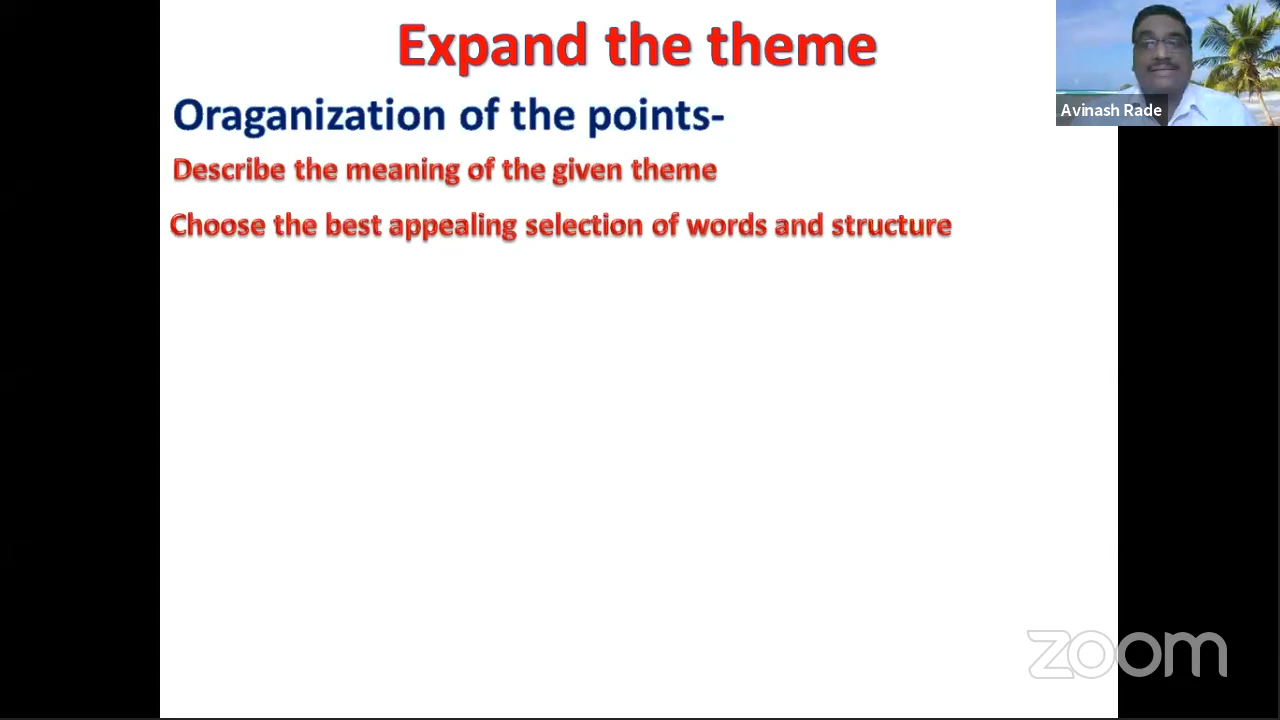 Expand the theme
Oraganization of the points-
Describe the meaning of the given theme
Choose the best appealing selection of words and structure
Avinash Rade
zoom